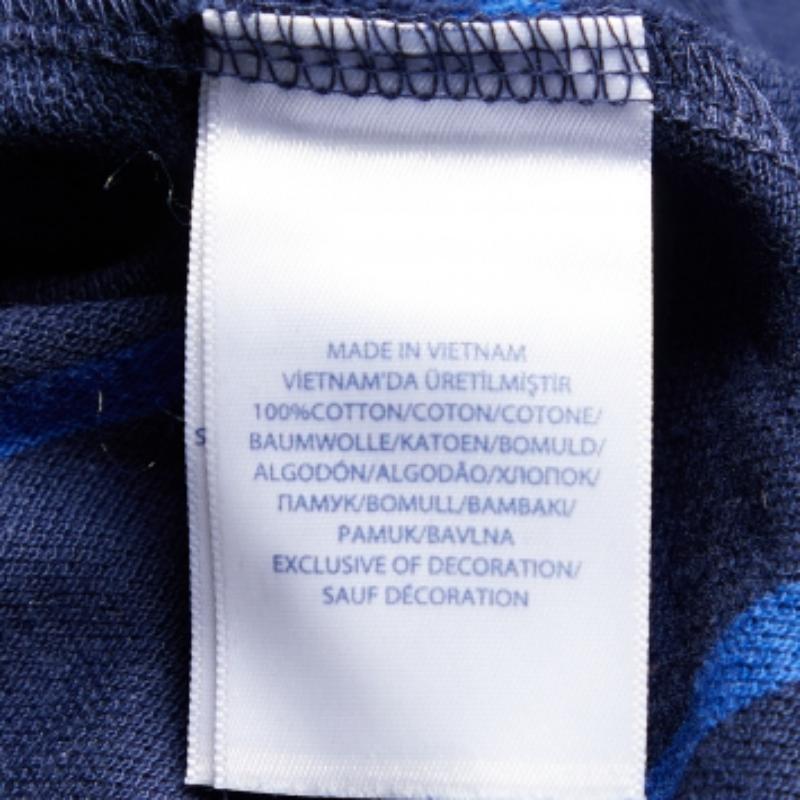 MADE IN VIETNAM
VİETNAM'DA ÜRETİLMİŞTİR
100%COTTON/COTON/COTONE/
BAUMWOLLE/KATOEN/BOMULD/
ALGODÓN/ALGODÃO/ХЛОПОК/
ПАМУК/BOMULL/BAMBAKI/
PAMUK/BAVLNA
EXCLUSIVE OF DECORATION/
SAUF DÉCORATION
S